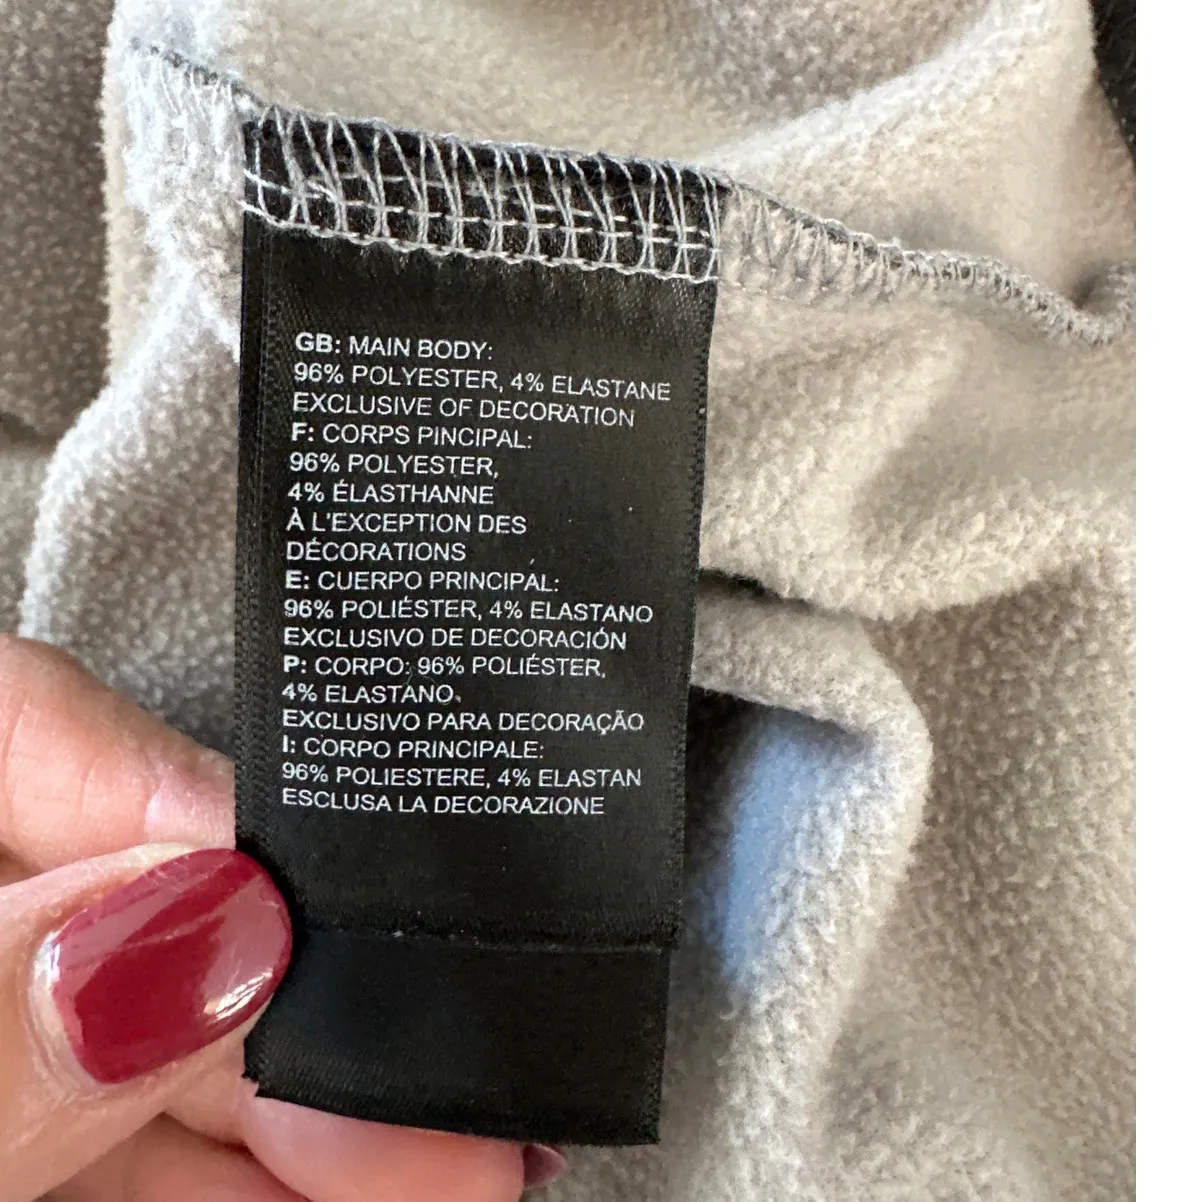 GB: MAIN BODY:
96% POLYESTER, 4% ELASTANE
EXCLUSIVE OF DECORATION
F: CORPS PINCIPAL:
96% POLYESTER,
4% ÉLASTHANNE
À L'EXCEPTION DES
DÉCORATIONS
E: CUERPO PRINCIPAL:
96% POLIÉSTER, 4% ELASTANO
EXCLUSIVO DE DECORACIÓN
P: CORPO: 96% POLIÉSTER,
4% ELASTANO
EXCLUSIVO PARA DECORAÇÃO
I: CORPO PRINCIPALE:
96% POLIESTERE, 4% ELASTAN
ESCLUSA LA DECORAZIONE